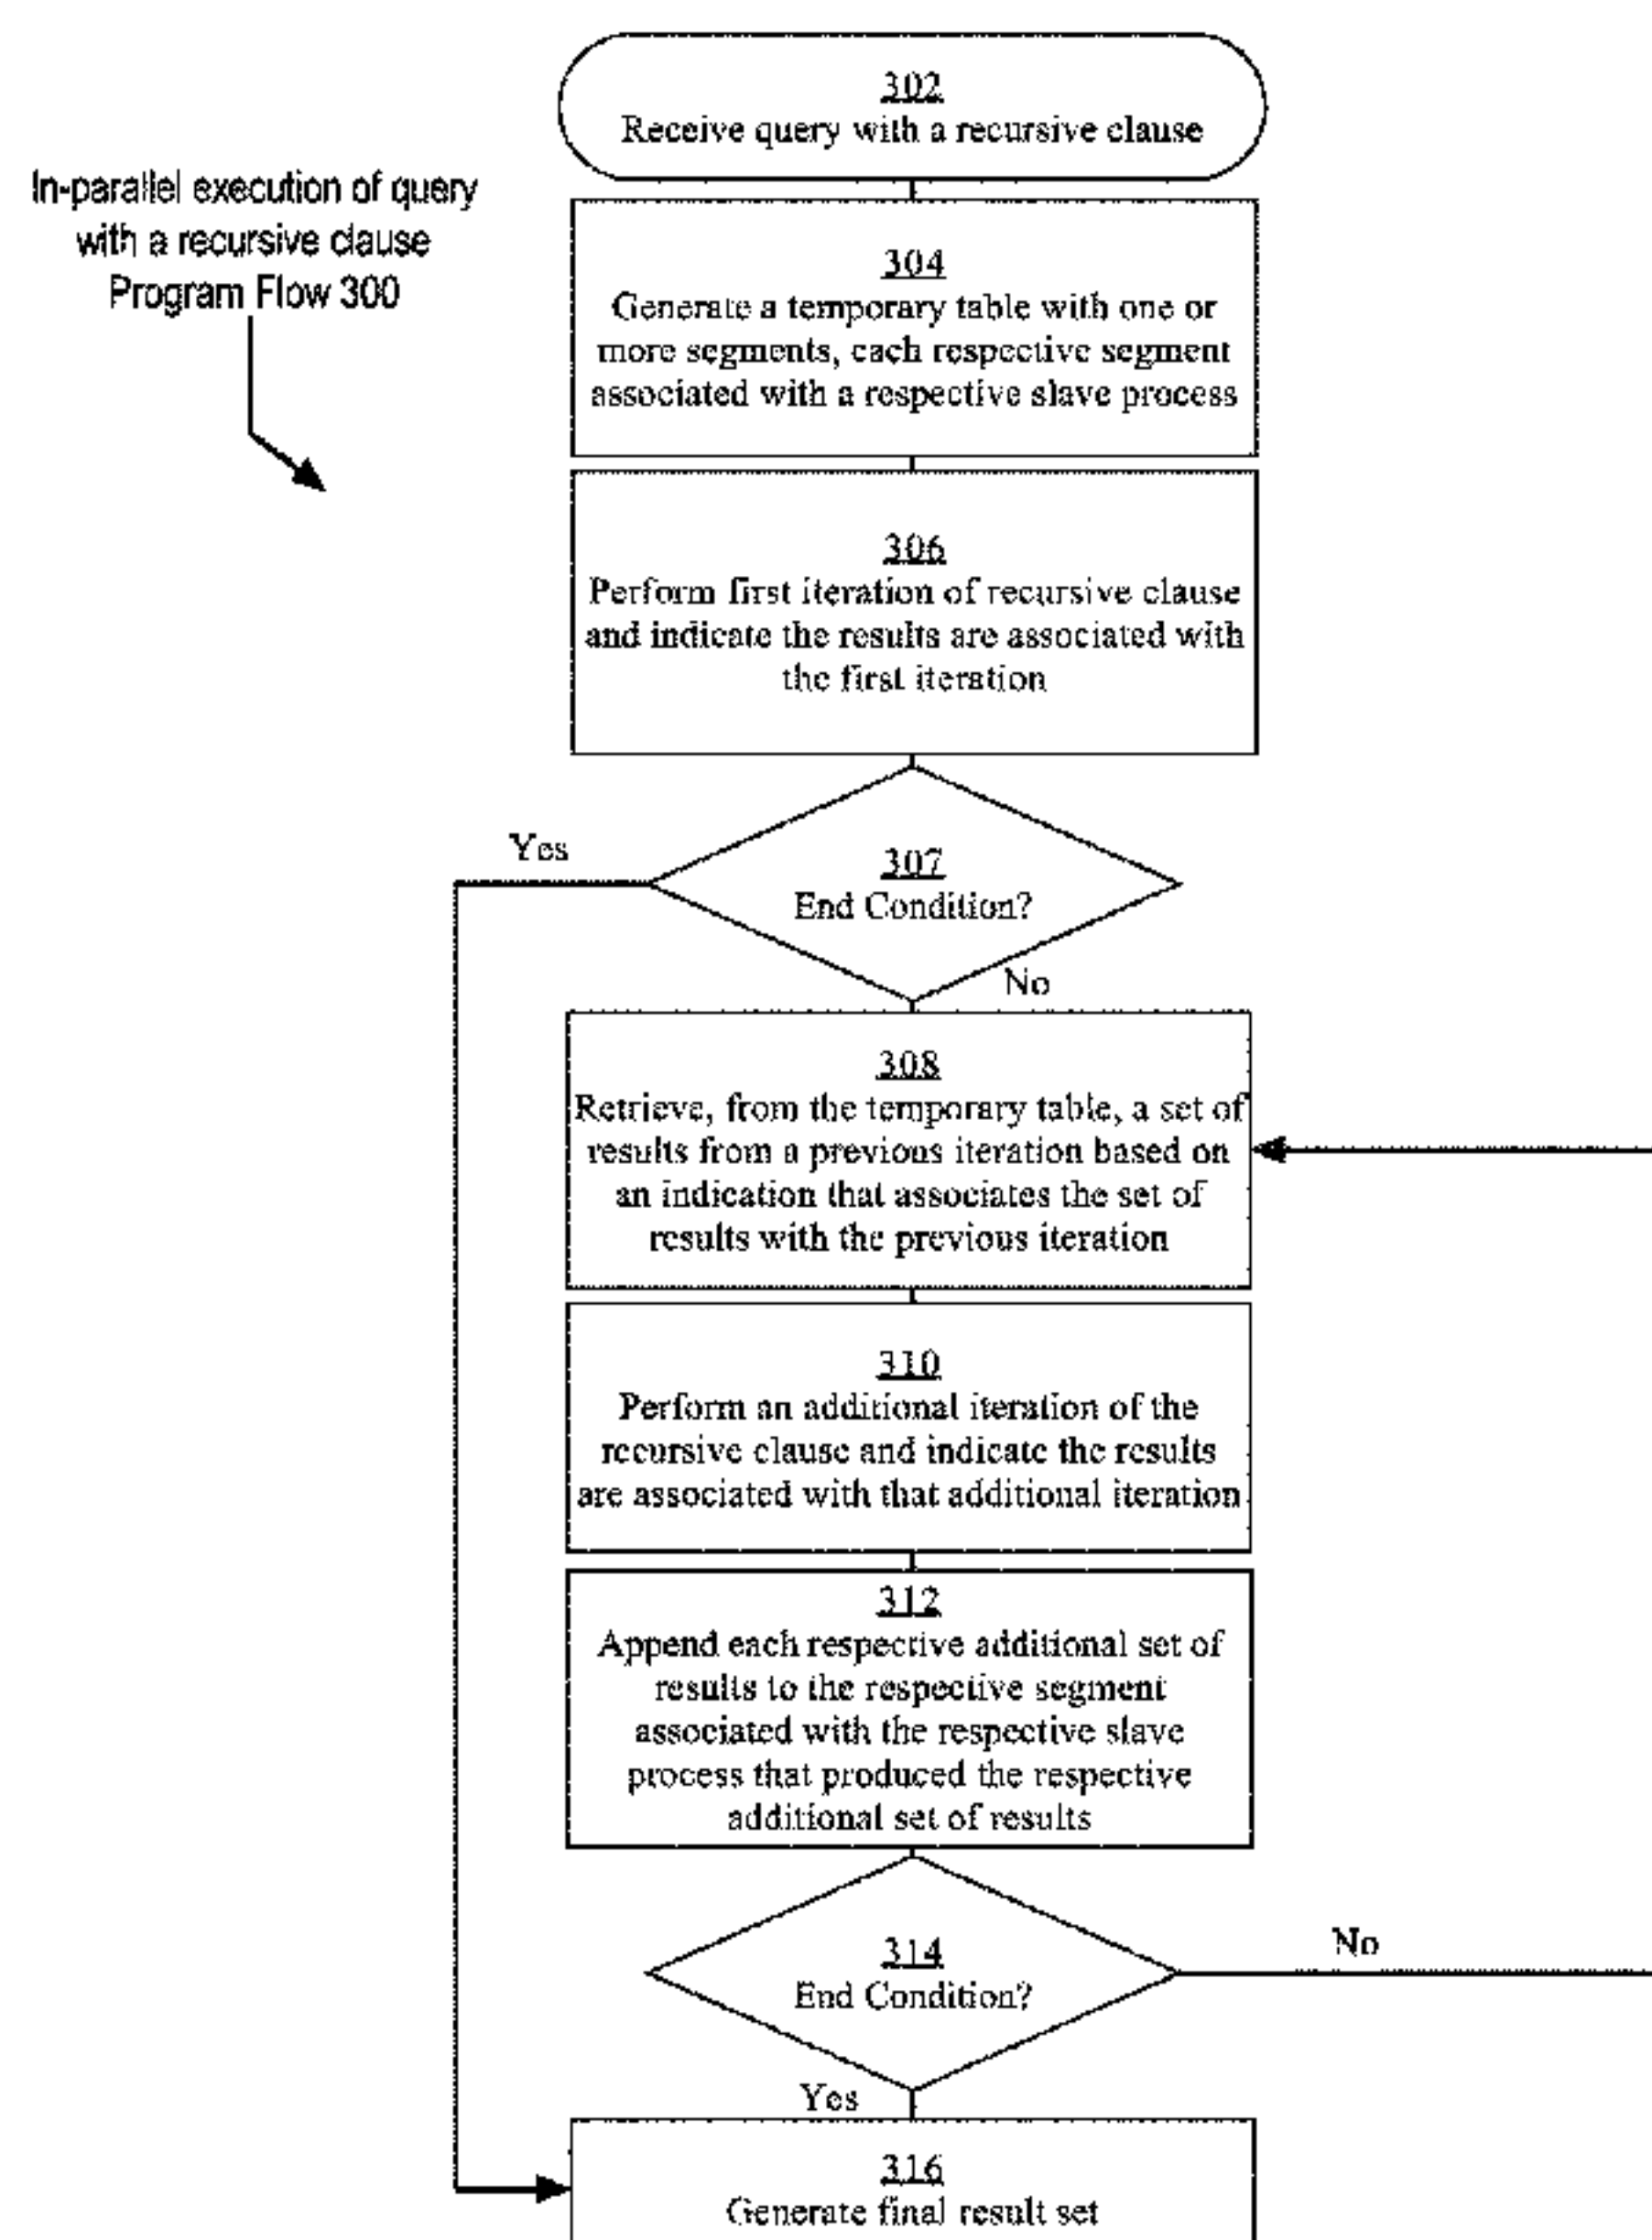 302
Receive query with a recursive clause
In-parallel execution of query
with a recursive clause
Program Flow 300
304
Generate a temporary table with one or
more segments, each respective segment
associated with a respective slave process
306
Perform first iteration of recursive clause
and indicate the results are associated with
the first iteration
Yes
307
End Condition?
No
308
Retrieve, from the temporary table, a set of
results from a previous iteration based on
an indication that associates the set of
results with the previous iteration
310
Perform an additional iteration of the
recursive clause and indicate the results
are associated with that additional iteration
312
Append each respective additional set of
results to the respective segment
associated with the respective slave
process that produced the respective
additional set of results
314
End Condition?
No
Yes
316
Generate final result set